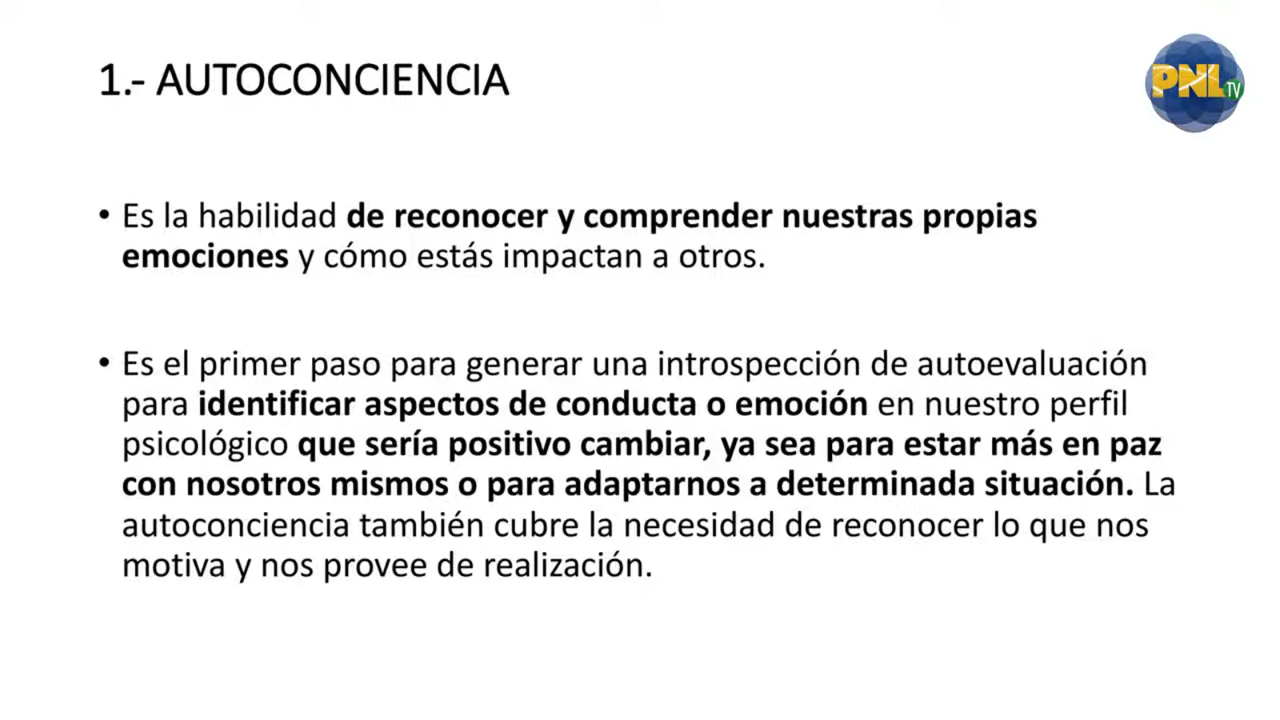 1.- AUTOCONCIENCIA
PNL TV
• Es la habilidad de reconocer y comprender nuestras propias
emociones y cómo estás impactan a otros.
• Es el primer paso para generar una introspección de autoevaluación
para identificar aspectos de conducta o emoción en nuestro perfil
psicológico que sería positivo cambiar, ya sea para estar más en paz
con nosotros mismos o para adaptarnos a determinada situación. La
autoconciencia también cubre la necesidad de reconocer lo que nos
motiva y nos provee de realización.